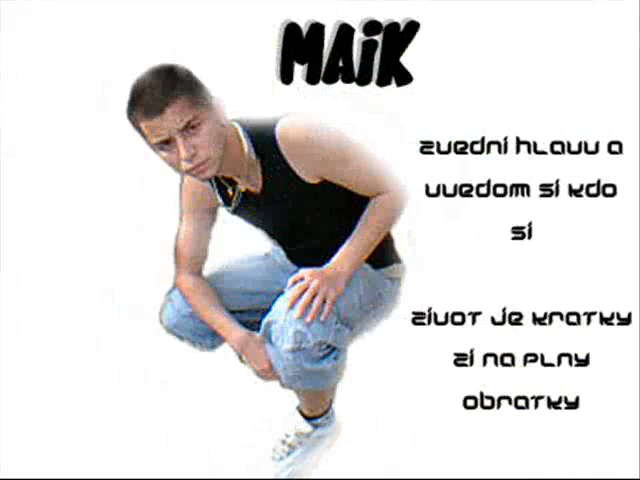 MAiK
zvedni hlavu a
uvedom si kdo
si
zivot je kratky
zi na plny
obratky